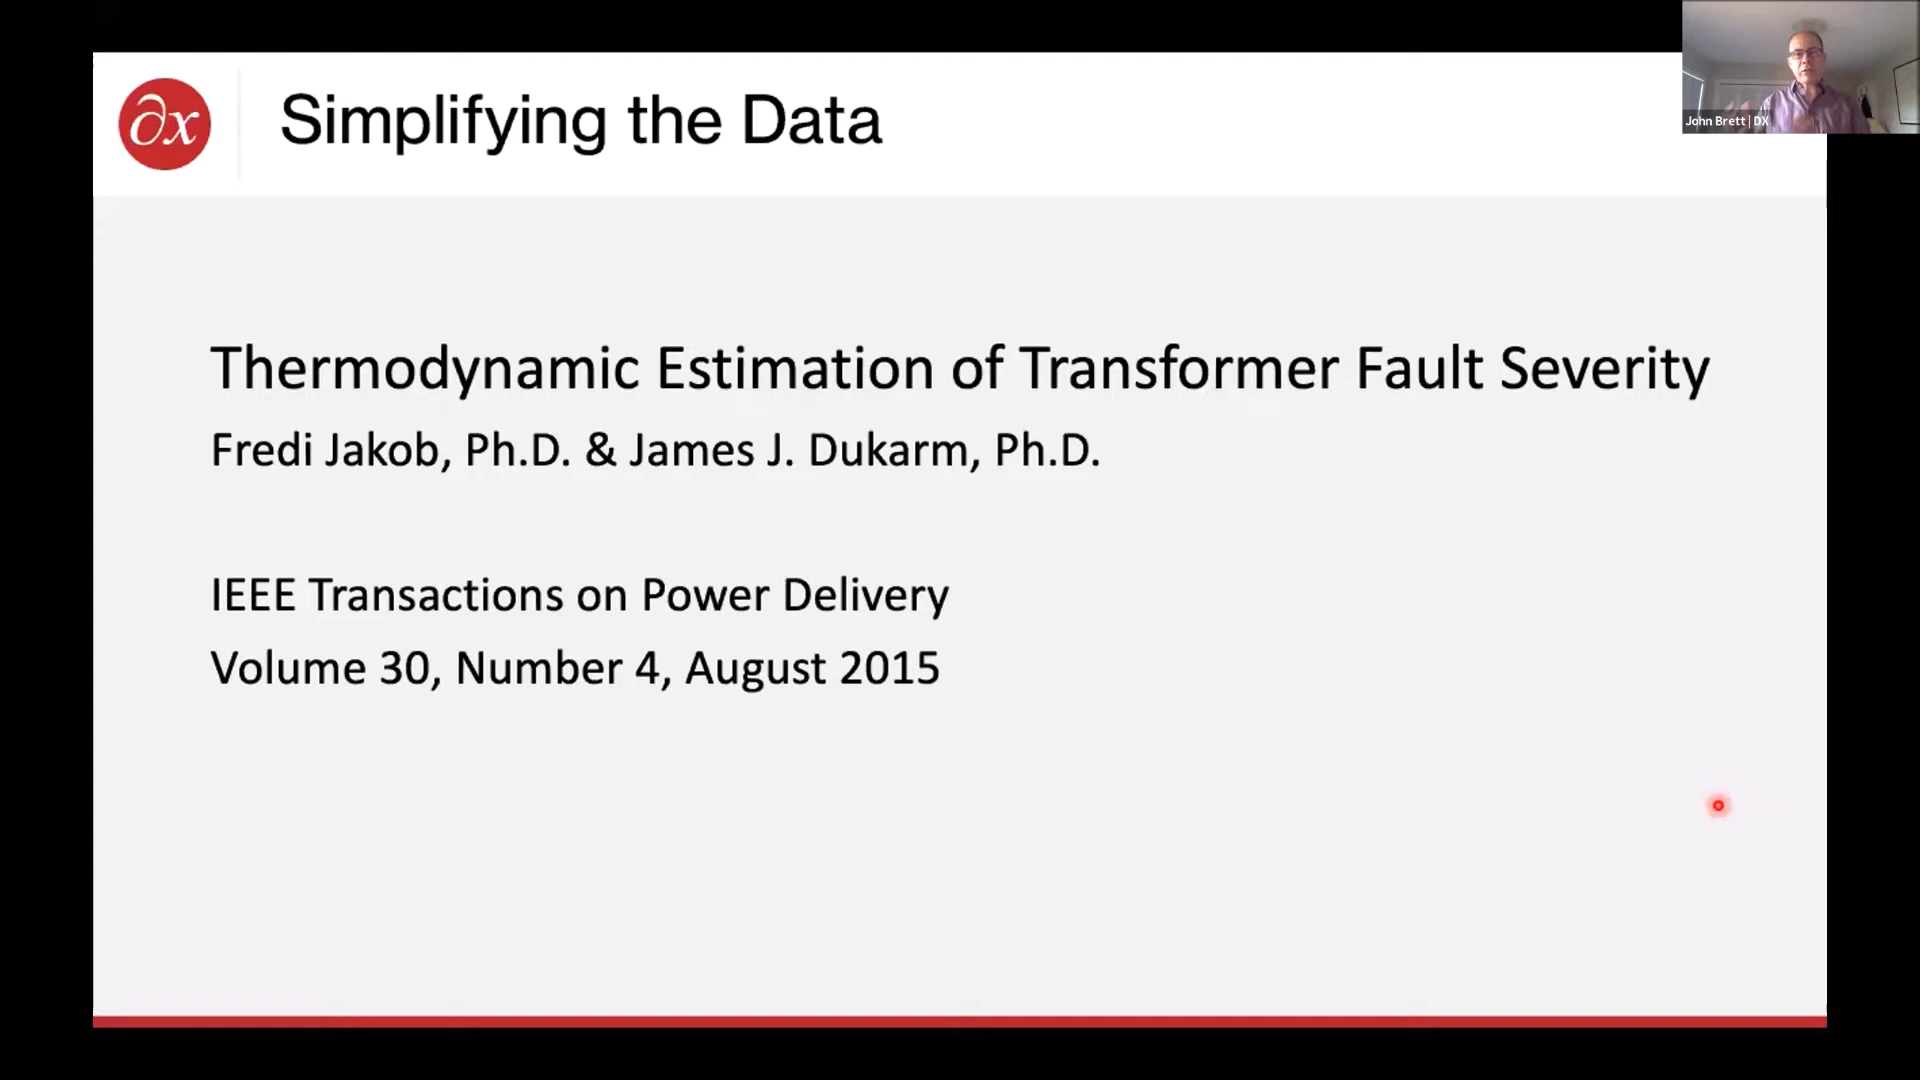 ∂x
Simplifying the Data
John Brett | DX
Thermodynamic Estimation of Transformer Fault Severity
Fredi Jakob, Ph.D. & James J. Dukarm, Ph.D.
IEEE Transactions on Power Delivery
Volume 30, Number 4, August 2015